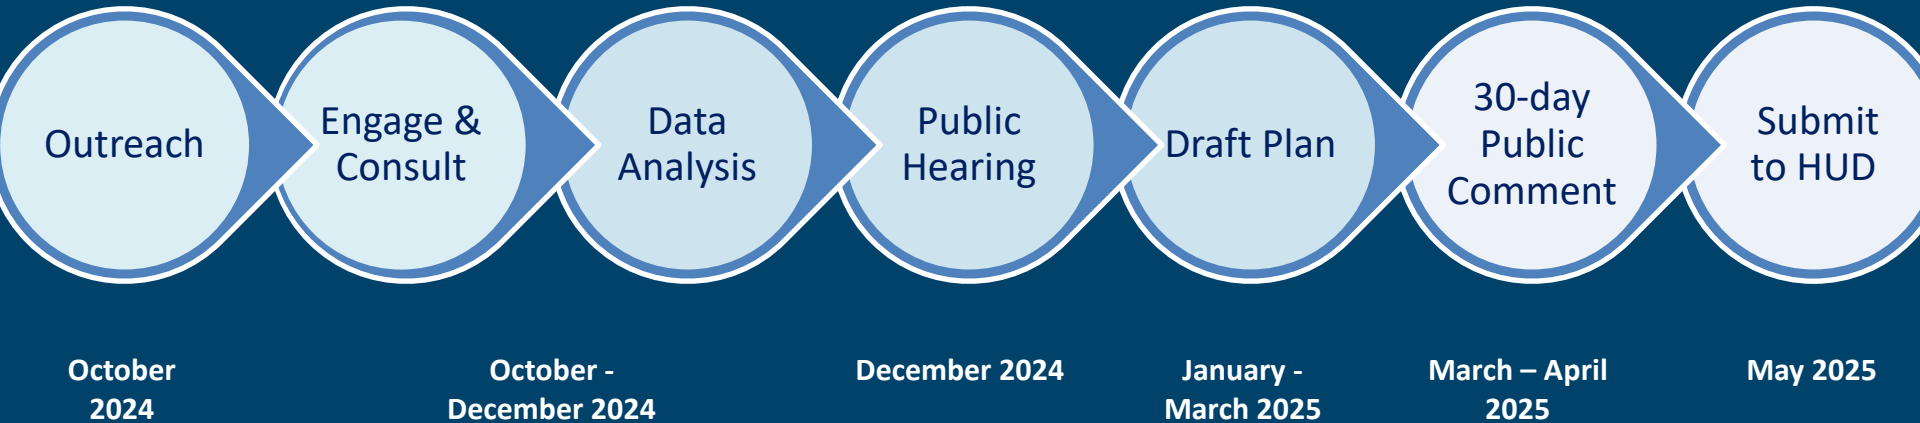 Outreach
Engage &
Consult
Data
Analysis
Public
Hearing
Draft Plan
30-day
Public
Comment
Submit
to HUD
October
2024
October -
December 2024
December 2024
January -
March 2025
March – April
2025
May 2025